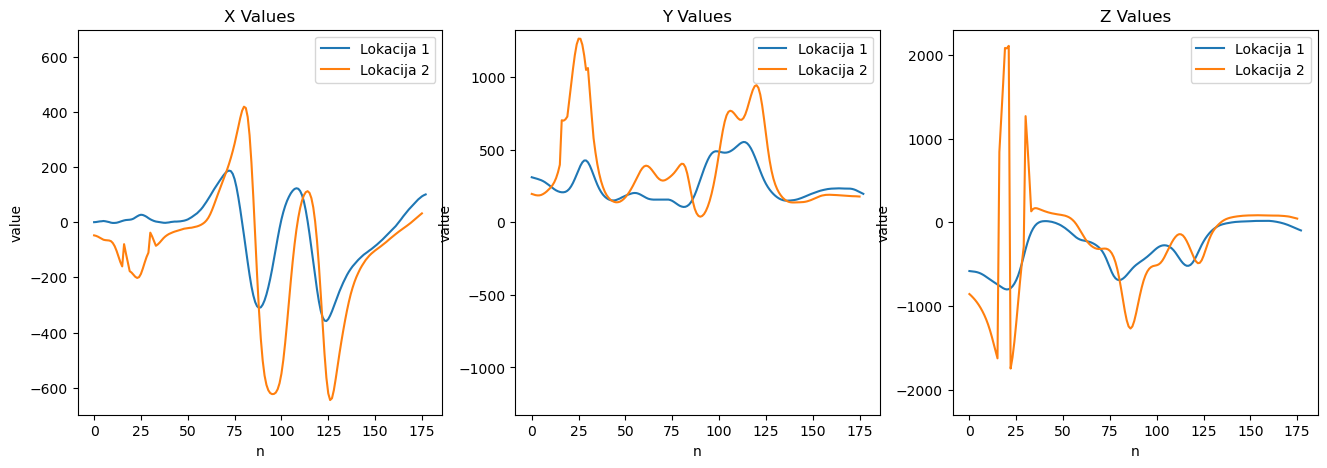 X Values
value
600
400
200
0
−200
−400
−600
0 25 50 75 100 125 150 175
n
Lokacija 1
Lokacija 2
Y Values
value
1000
500
0
−500
−1000
0 25 50 75 100 125 150 175
n
Lokacija 1
Lokacija 2
Z Values
value
2000
1000
0
−1000
−2000
0 25 50 75 100 125 150 175
n
Lokacija 1
Lokacija 2